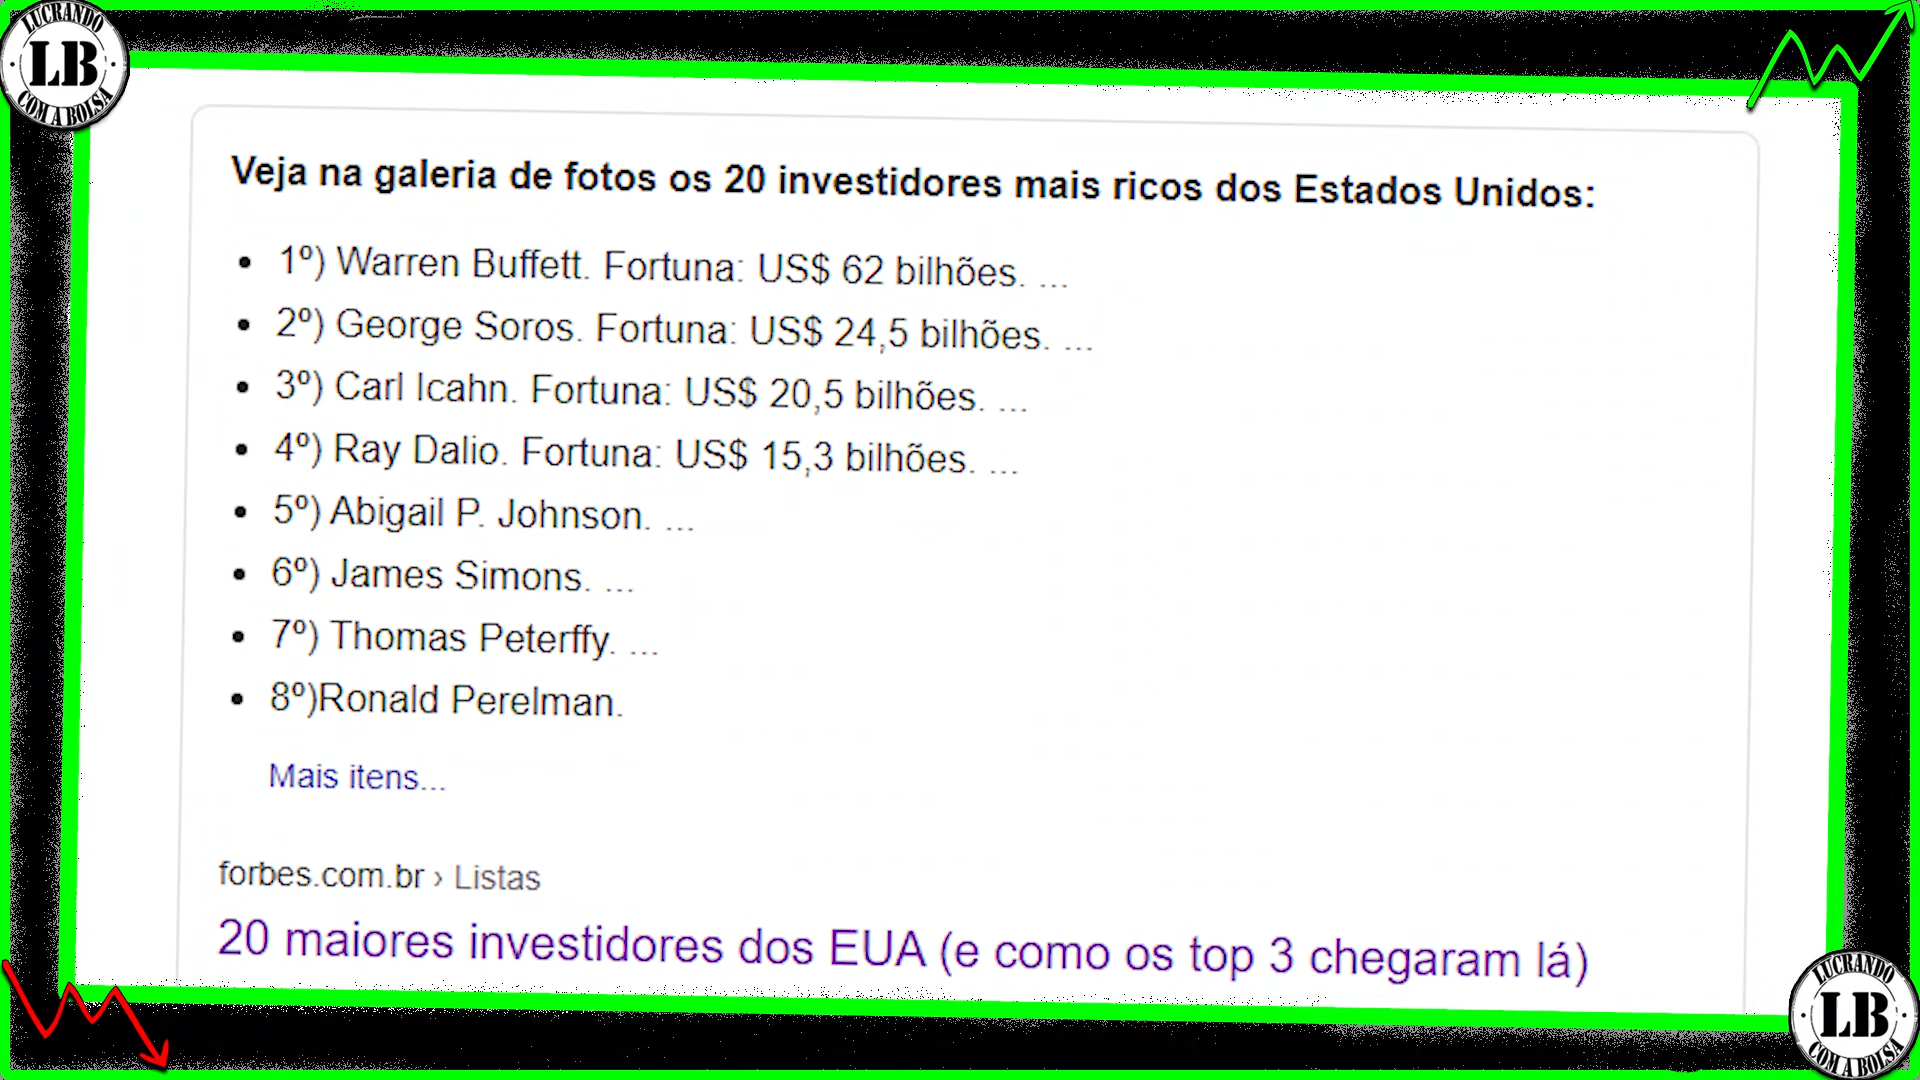 LUCRANDO
LB
COM A BOLSA
Veja na galeria de fotos os 20 investidores mais ricos dos Estados Unidos:
• 1º) Warren Buffett. Fortuna: US$ 62 bilhões. ...
• 2º) George Soros. Fortuna: US$ 24,5 bilhões. ...
• 3º) Carl Icahn. Fortuna: US$ 20,5 bilhões. ...
• 4º) Ray Dalio. Fortuna: US$ 15,3 bilhões. ...
• 5º) Abigail P. Johnson. ...
• 6º) James Simons. ...
• 7º) Thomas Peterffy. ...
• 8º)Ronald Perelman.
Mais itens...
forbes.com.br › Listas
20 maiores investidores dos EUA (e como os top 3 chegaram lá)
LUCRANDO
LB
COM A BOLSA